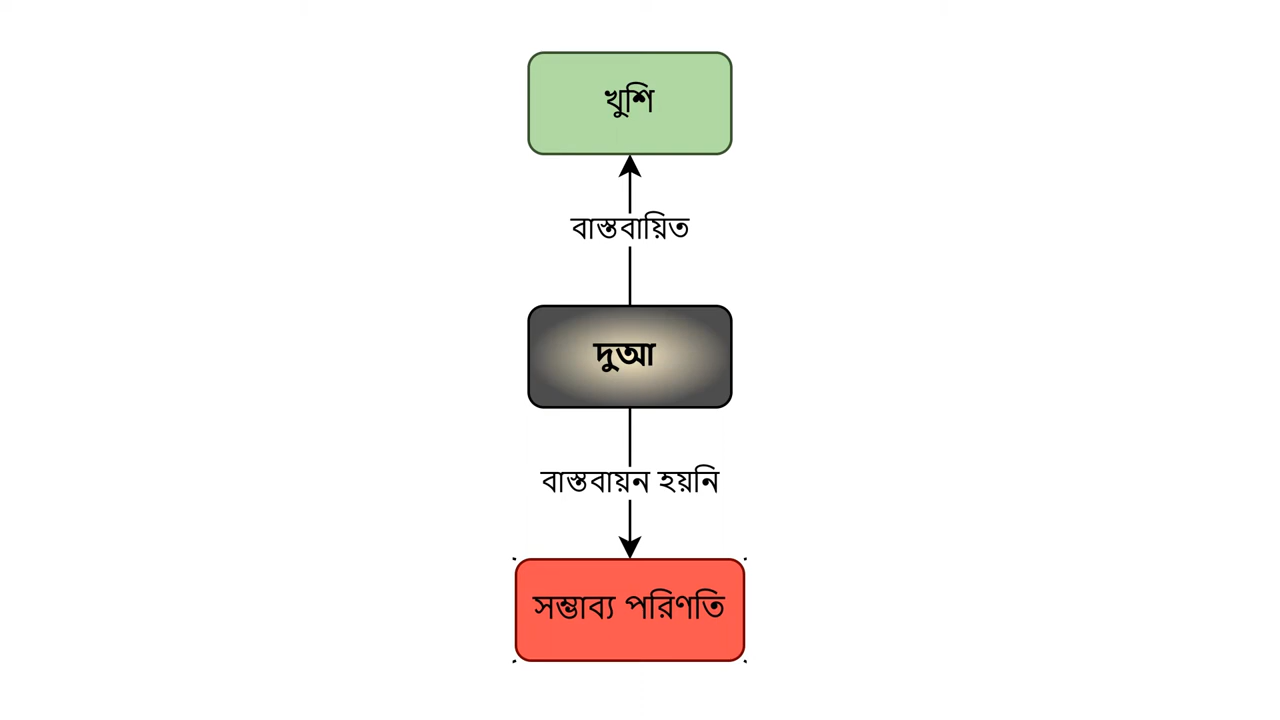 খুশি
বাস্তবায়িত
দুআ
বাস্তবায়ন হয়নি
সম্ভাব্য পরিণতি